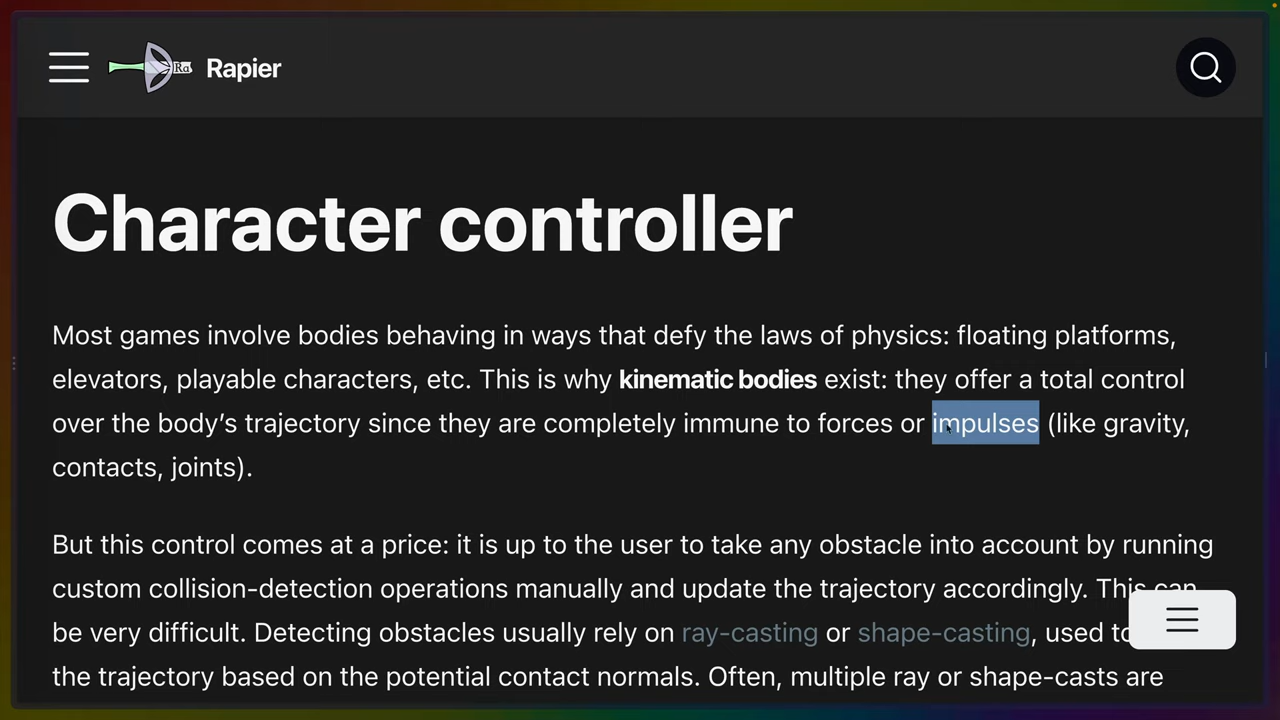 Ra Rapier
Character controller
Most games involve bodies behaving in ways that defy the laws of physics: floating platforms,
elevators, playable characters, etc. This is why kinematic bodies exist: they offer a total control
over the body’s trajectory since they are completely immune to forces or impulses (like gravity,
contacts, joints).
But this control comes at a price: it is up to the user to take any obstacle into account by running
custom collision-detection operations manually and update the trajectory accordingly. This can
be very difficult. Detecting obstacles usually rely on ray-casting or shape-casting, used to
the trajectory based on the potential contact normals. Often, multiple ray or shape-casts are